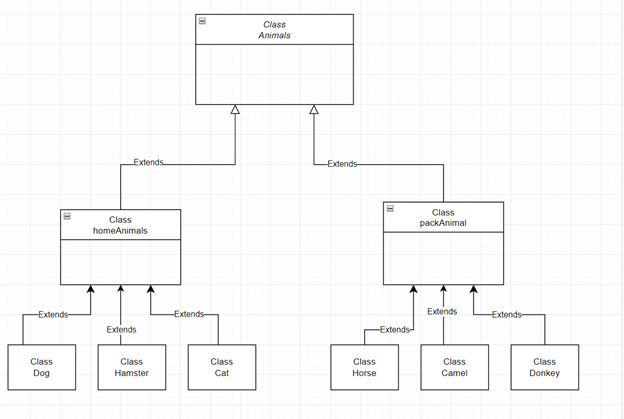 Class
Animals
Extends
Extends
Class
homeAnimals
Class
packAnimal
Extends
Extends
Extends
Extends
Extends
Extends
Class
Dog
Class
Hamster
Class
Cat
Class
Horse
Class
Camel
Class
Donkey